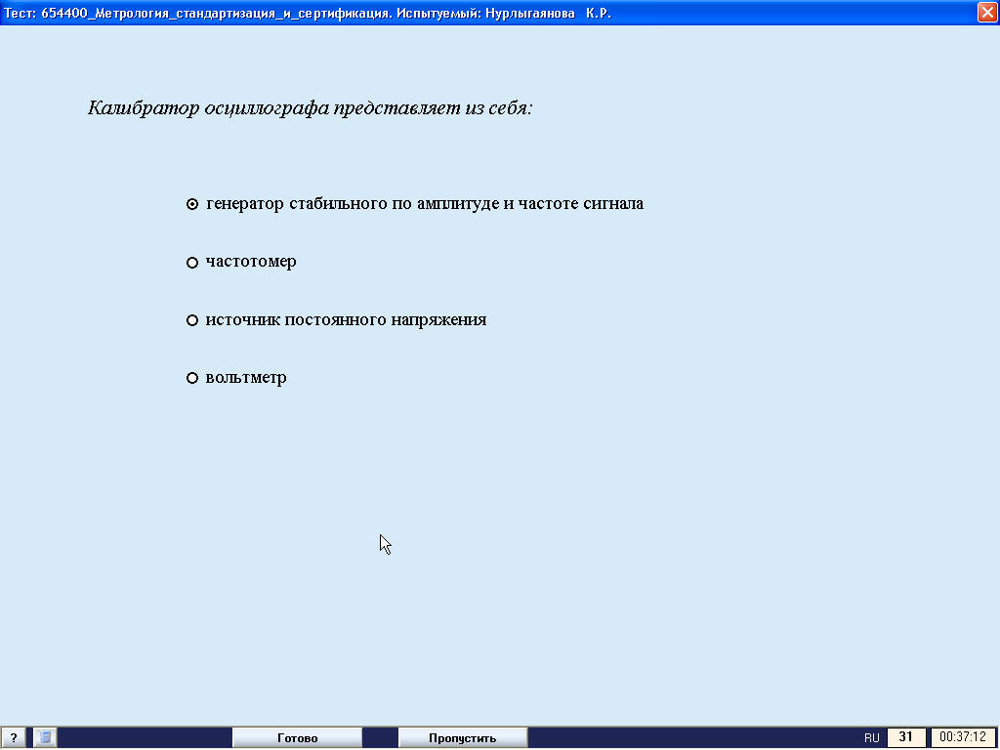 Тест: 654400_Метрология_стандартизация_и_сертификация. Испытуемый: Нурлыгаянова К.Р.
Калибратор осциллографа представляет из себя:
генератор стабильного по амплитуде и частоте сигнала
частотомер
источник постоянного напряжения
вольтметр
? Готово Пропустить RU 31 00:37:12